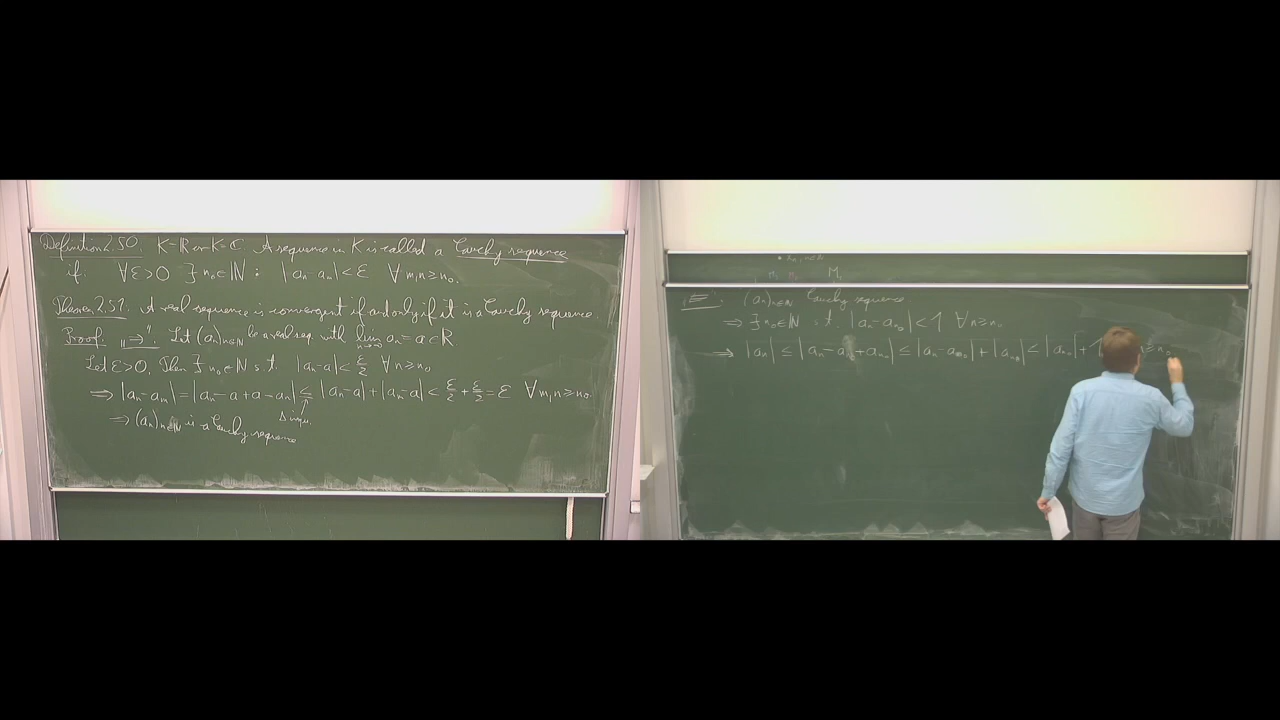 Definition 2.50. K=ℝ or K=ℂ. A sequence in K is called a Cauchy sequence
if ∀ε>0 ∃ n₀∈ℕ : |aₙ-aₘ|<ε ∀m,n≥n₀.
Theorem 2.51. A real sequence is convergent if and only if it is a Cauchy sequence.
Proof. "⇒". Let (aₙ)ₙ∈ℕ be a real seq. with lim aₙ=a∈ℝ.
n→∞
Let ε>0. Then ∃ n₀∈ℕ s.t. |aₙ-a|<ε/2 ∀n≥n₀
⇒ |aₙ-aₘ|=|aₙ-a+a-aₘ| ≤ |aₙ-a|+|aₘ-a| < ε/2+ε/2=ε ∀m,n≥n₀.
Δ inequ.
⇒ (aₙ)ₙ∈ℕ is a Cauchy sequence
"⇐". (aₙ)ₙ∈ℕ Cauchy sequence
⇒ ∃ n₀∈ℕ s.t. |aₙ-aₙ₀|<1 ∀n≥n₀
⇒ |aₙ| ≤ |aₙ-aₙ₀+aₙ₀| ≤ |aₙ-aₙ₀|+|aₙ₀| ≤ |aₙ₀|+1 n≥n₀